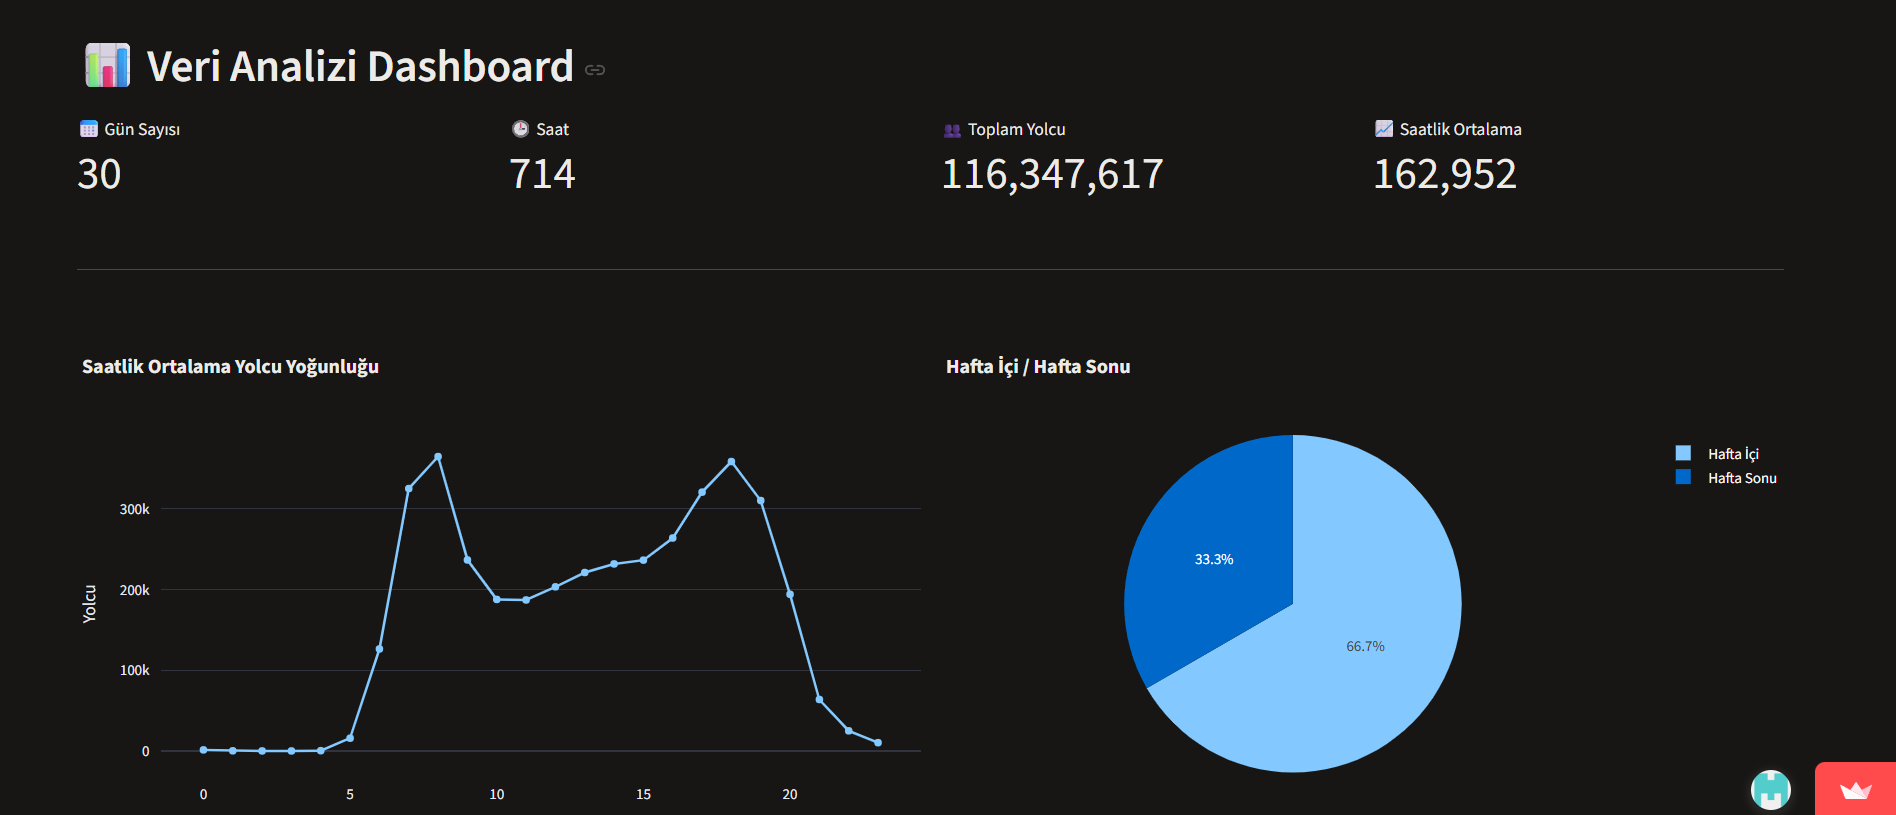 Veri Analizi Dashboard
Gün Sayısı
30
Saat
714
Toplam Yolcu
116,347,617
Saatlik Ortalama
162,952
Saatlik Ortalama Yolcu Yoğunluğu
300k
200k
100k
0
Yolcu
0 5 10 15 20
Hafta İçi / Hafta Sonu
33.3%
66.7%
Hafta İçi
Hafta Sonu